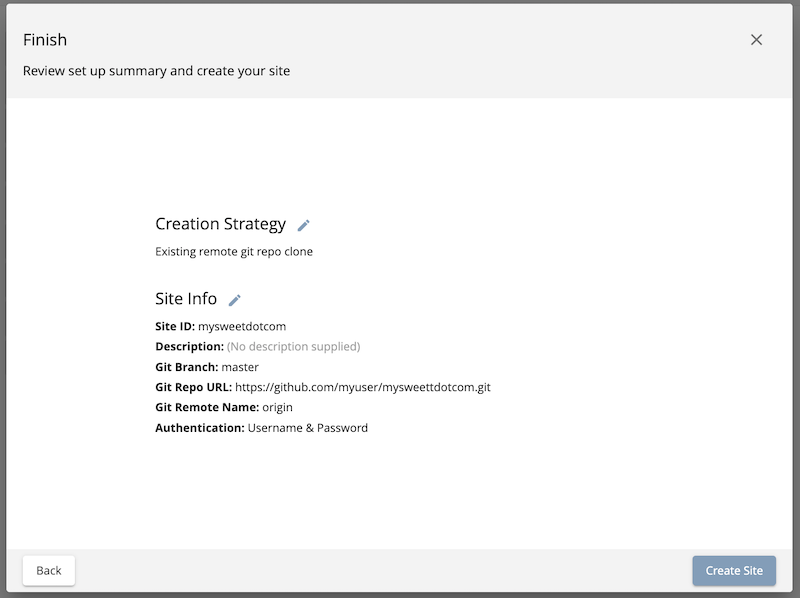 Finish
Review set up summary and create your site
Creation Strategy
Existing remote git repo clone
Site Info
Site ID: mysweetdotcom
Description: (No description supplied)
Git Branch: master
Git Repo URL: https://github.com/myuser/mysweettdotcom.git
Git Remote Name: origin
Authentication: Username & Password
Back
Create Site